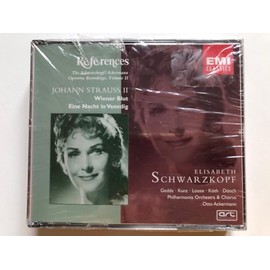 References
The Schwarzkopf/Ackermann
Operetta Recordings, Volume II
JOHANN STRAUSS II
Wiener Blut
Eine Nacht in Venedig
EMI
CLASSICS
ELISABETH
SCHWARZKOPF
Gedda · Kunz · Loose · Köth · Dönch
Philharmonia Orchestra & Chorus
Otto Ackermann
art